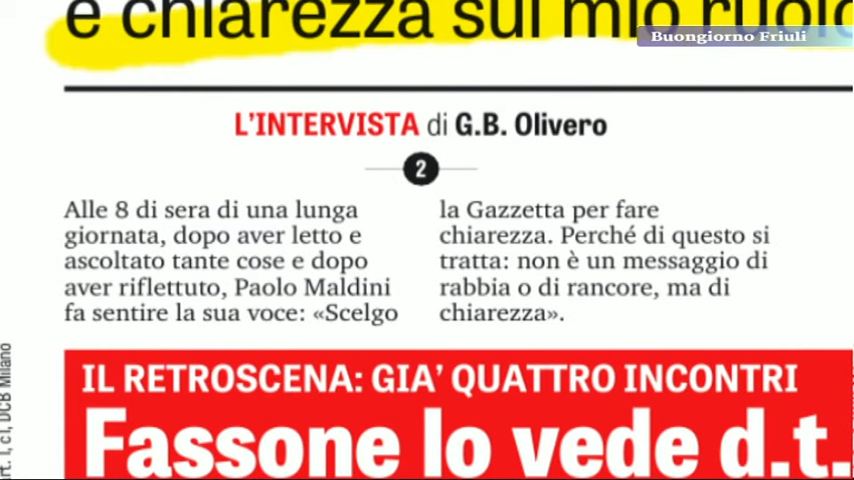 e chiarezza sul mio ruolo
Buongiorno Friuli
L'INTERVISTA di G.B. Olivero
2
Alle 8 di sera di una lunga
giornata, dopo aver letto e
ascoltato tante cose e dopo
aver riflettuto, Paolo Maldini
fa sentire la sua voce: «Scelgo
la Gazzetta per fare
chiarezza. Perché di questo si
tratta: non è un messaggio di
rabbia o di rancore, ma di
chiarezza».
IL RETROSCENA: GIA' QUATTRO INCONTRI
Fassone lo vede d.t.
DCB Milano